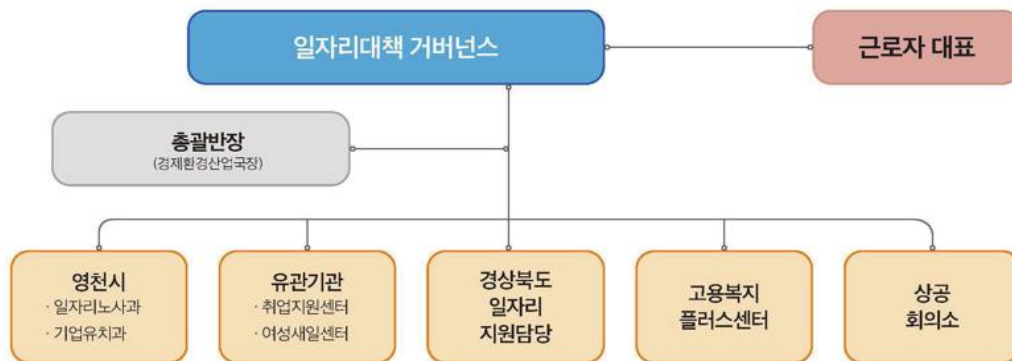 일자리대책 거버넌스
근로자 대표
총괄반장
(경제환경산업국장)
영천시
· 일자리노사과
· 기업유치과
유관기관
· 취업지원센터
· 여성새일센터
경상북도
일자리
지원담당
고용복지
플러스센터
상공
회의소